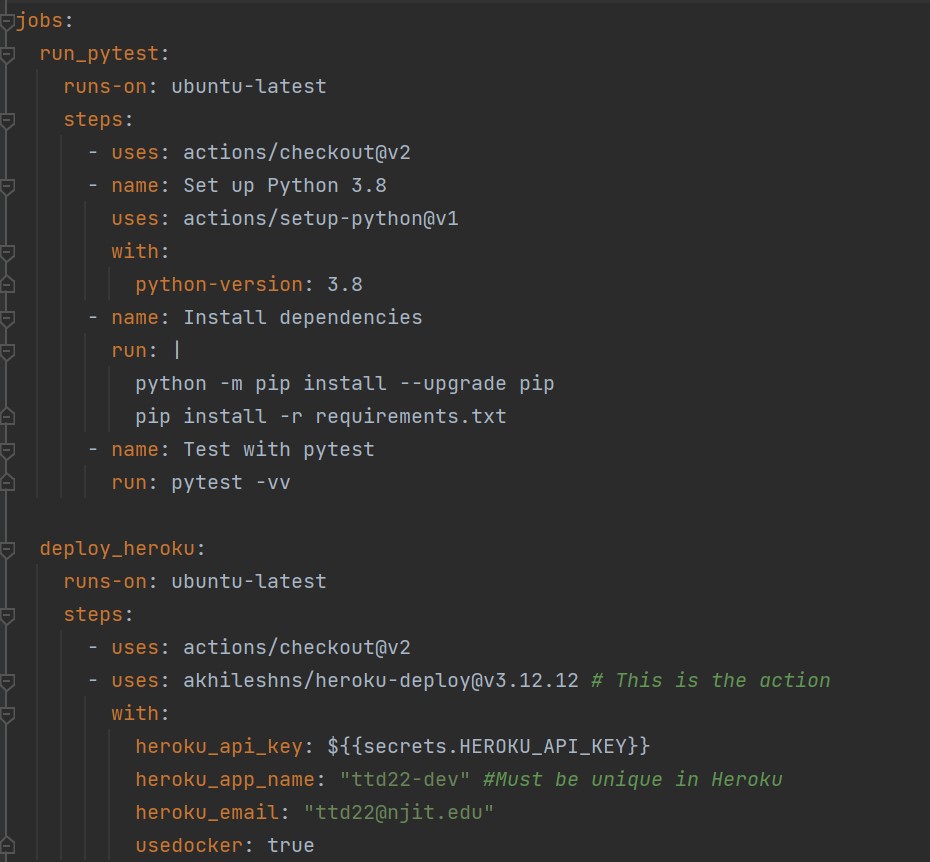 jobs:
  run_pytest:
    runs-on: ubuntu-latest
    steps:
      - uses: actions/checkout@v2
      - name: Set up Python 3.8
        uses: actions/setup-python@v1
        with:
          python-version: 3.8
      - name: Install dependencies
        run: |
          python -m pip install --upgrade pip
          pip install -r requirements.txt
      - name: Test with pytest
        run: pytest -vv

  deploy_heroku:
    runs-on: ubuntu-latest
    steps:
      - uses: actions/checkout@v2
      - uses: akhileshns/heroku-deploy@v3.12.12 # This is the action
        with:
          heroku_api_key: ${{secrets.HEROKU_API_KEY}}
          heroku_app_name: "ttd22-dev" #Must be unique in Heroku
          heroku_email: "ttd22@njit.edu"
          usedocker: true